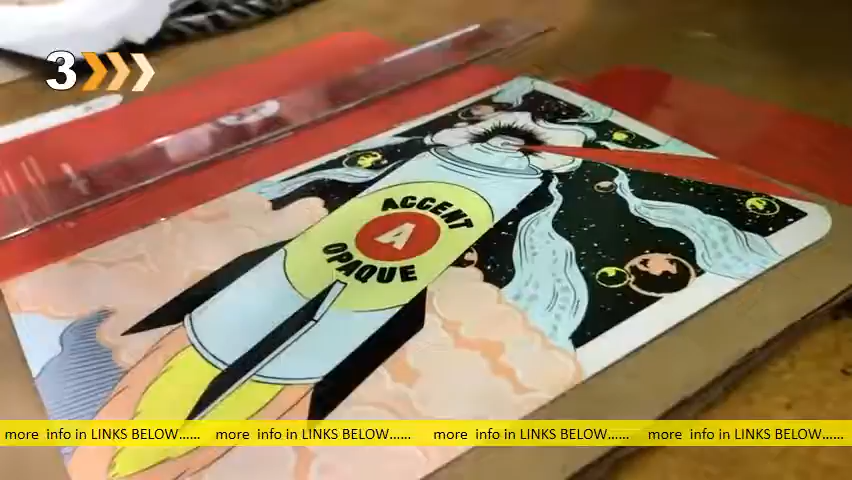 3
ACCENT
A
OPAQUE
more info in LINKS BELOW...... more info in LINKS BELOW...... more info in LINKS BELOW...... more info in LINKS BELOW......